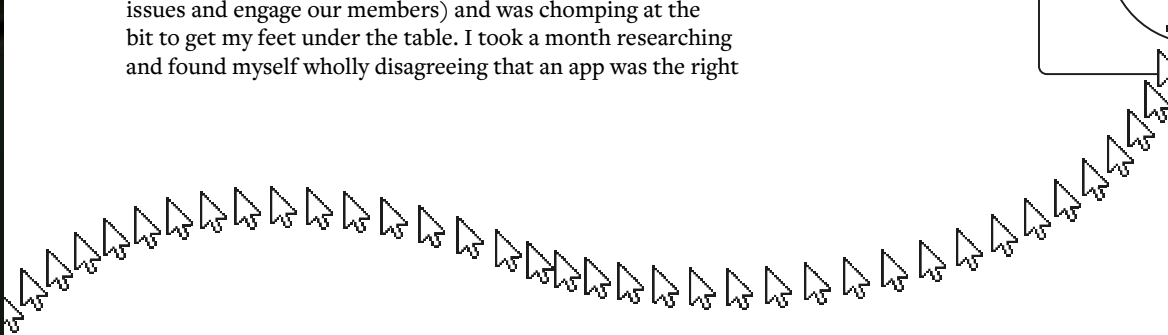 issues and engage our members) and was chomping at the
bit to get my feet under the table. I took a month researching
and found myself wholly disagreeing that an app was the right